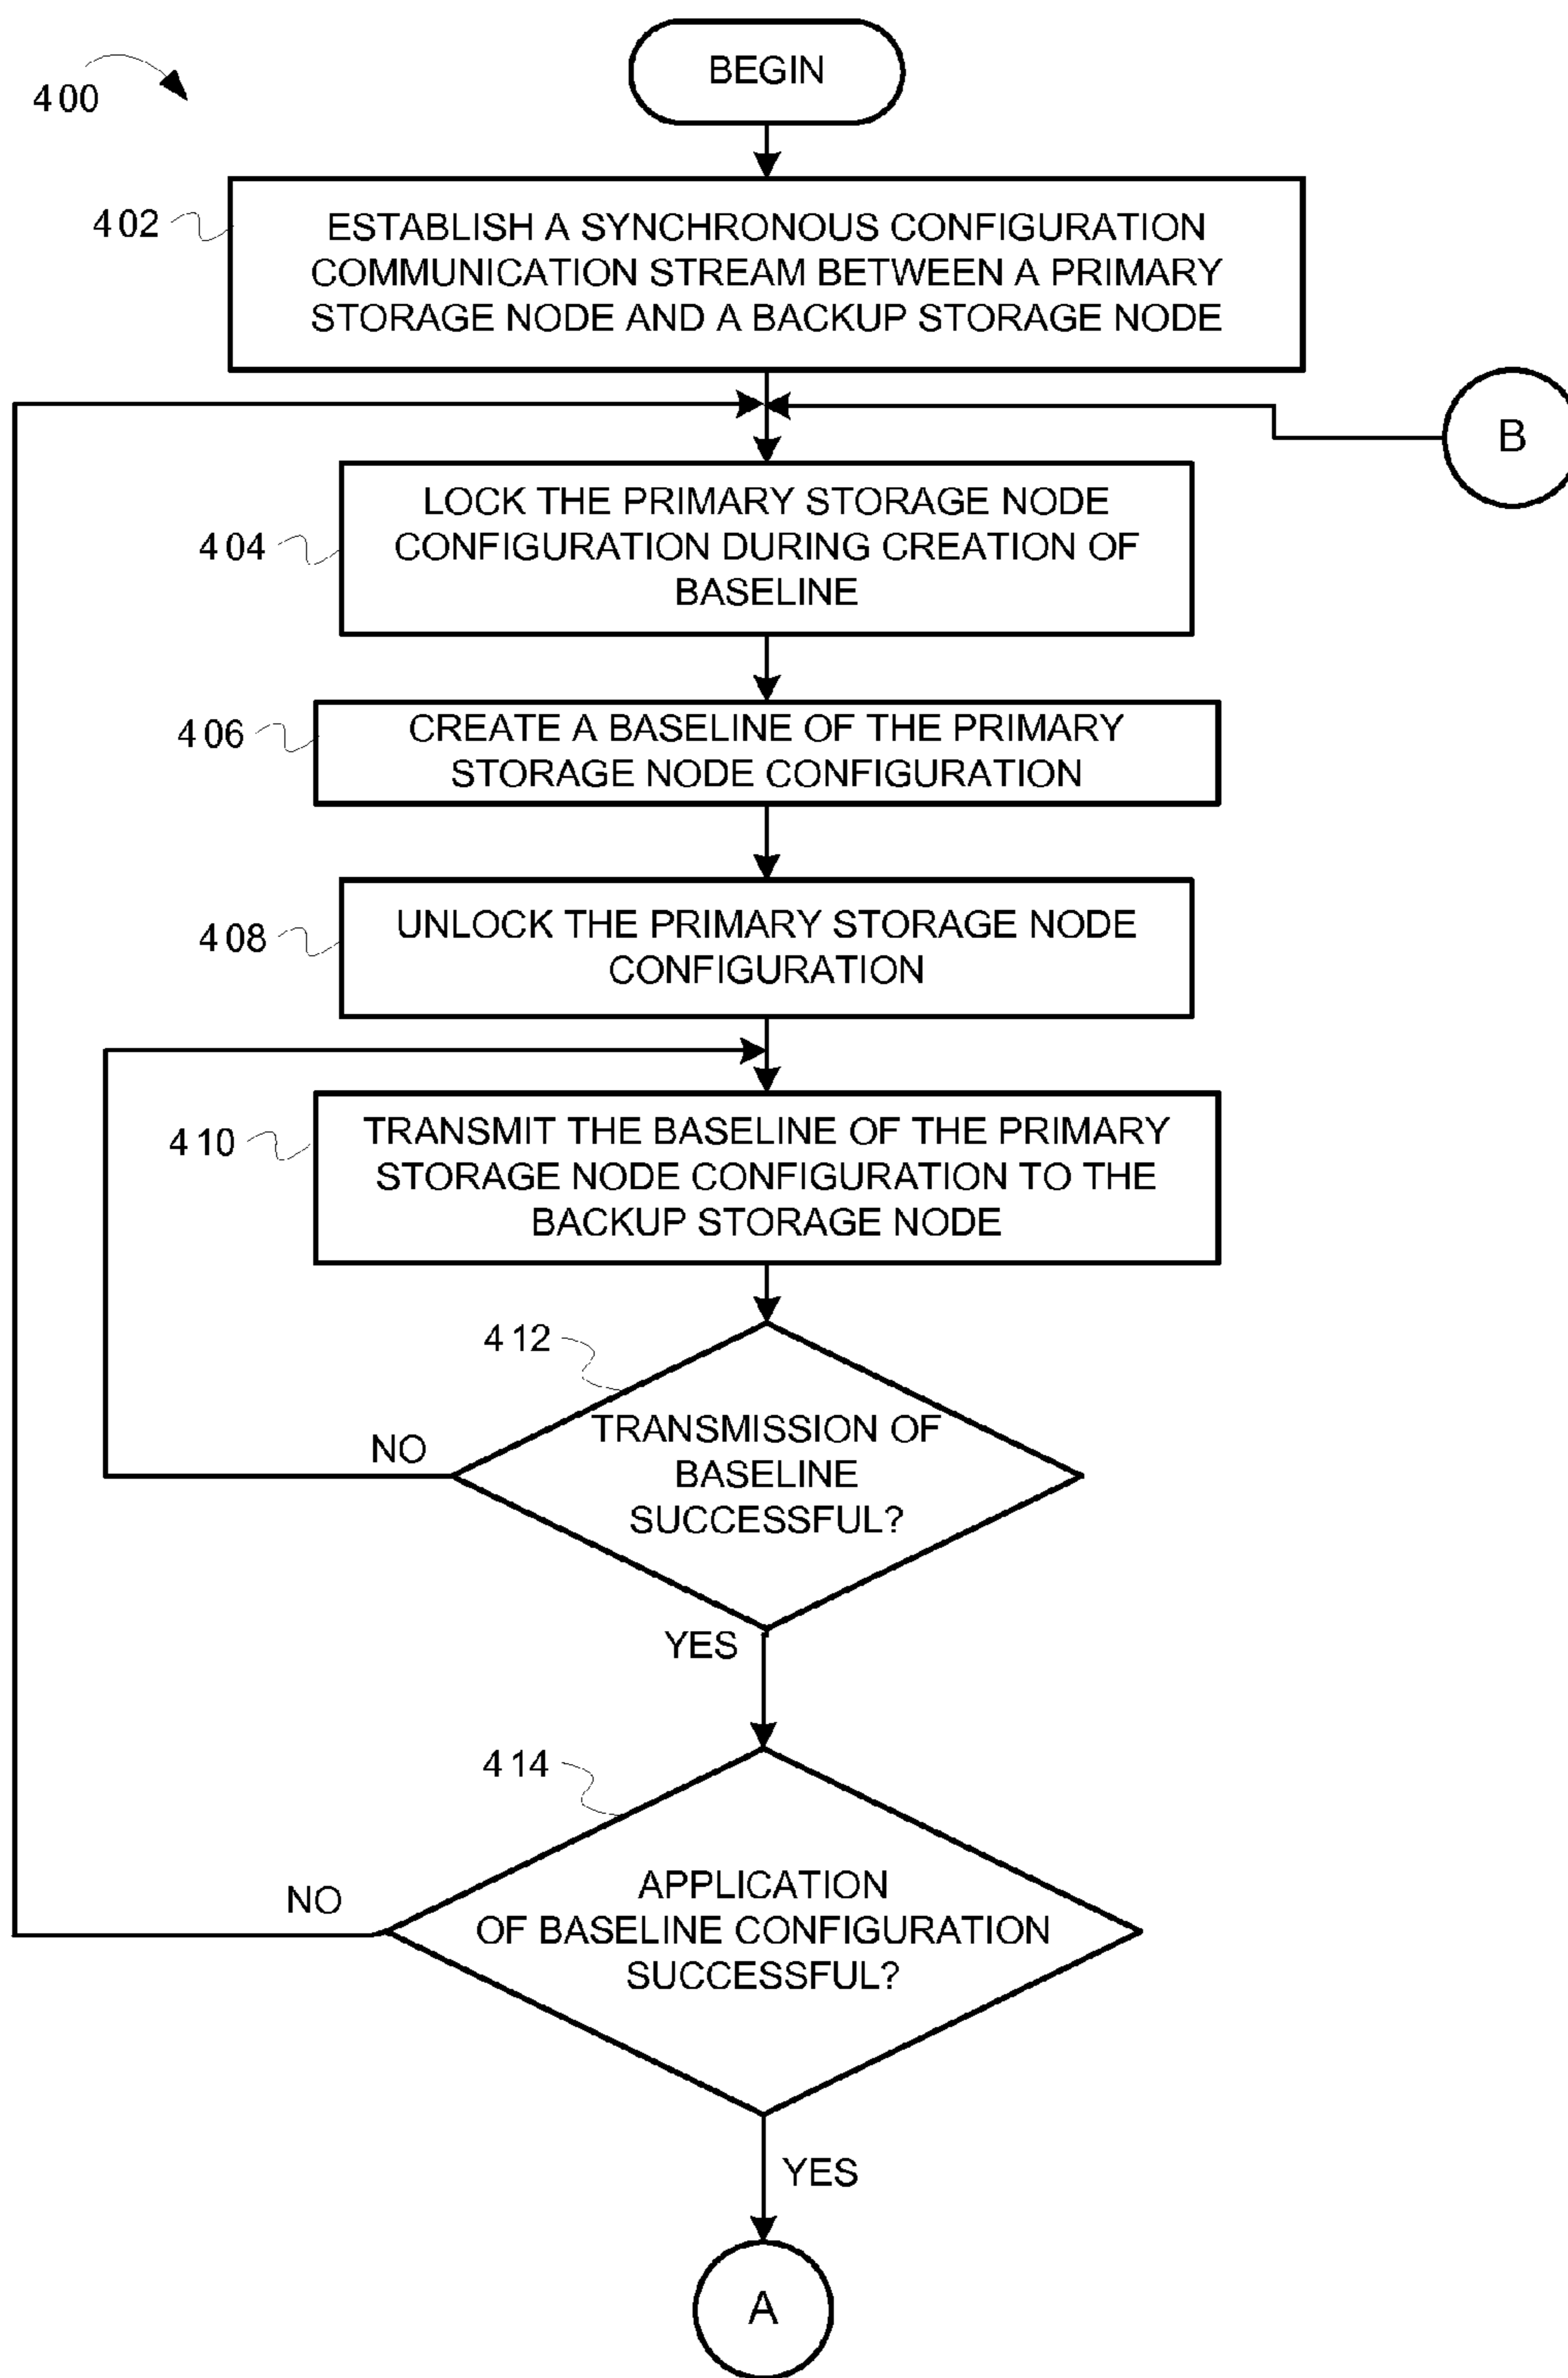 BEGIN
400
402
ESTABLISH A SYNCHRONOUS CONFIGURATION
COMMUNICATION STREAM BETWEEN A PRIMARY
STORAGE NODE AND A BACKUP STORAGE NODE
B
404
LOCK THE PRIMARY STORAGE NODE
CONFIGURATION DURING CREATION OF
BASELINE
406
CREATE A BASELINE OF THE PRIMARY
STORAGE NODE CONFIGURATION
408
UNLOCK THE PRIMARY STORAGE NODE
CONFIGURATION
410
TRANSMIT THE BASELINE OF THE PRIMARY
STORAGE NODE CONFIGURATION TO THE
BACKUP STORAGE NODE
412
TRANSMISSION OF
BASELINE
SUCCESSFUL?
NO
YES
414
APPLICATION
OF BASELINE CONFIGURATION
SUCCESSFUL?
NO
YES
A